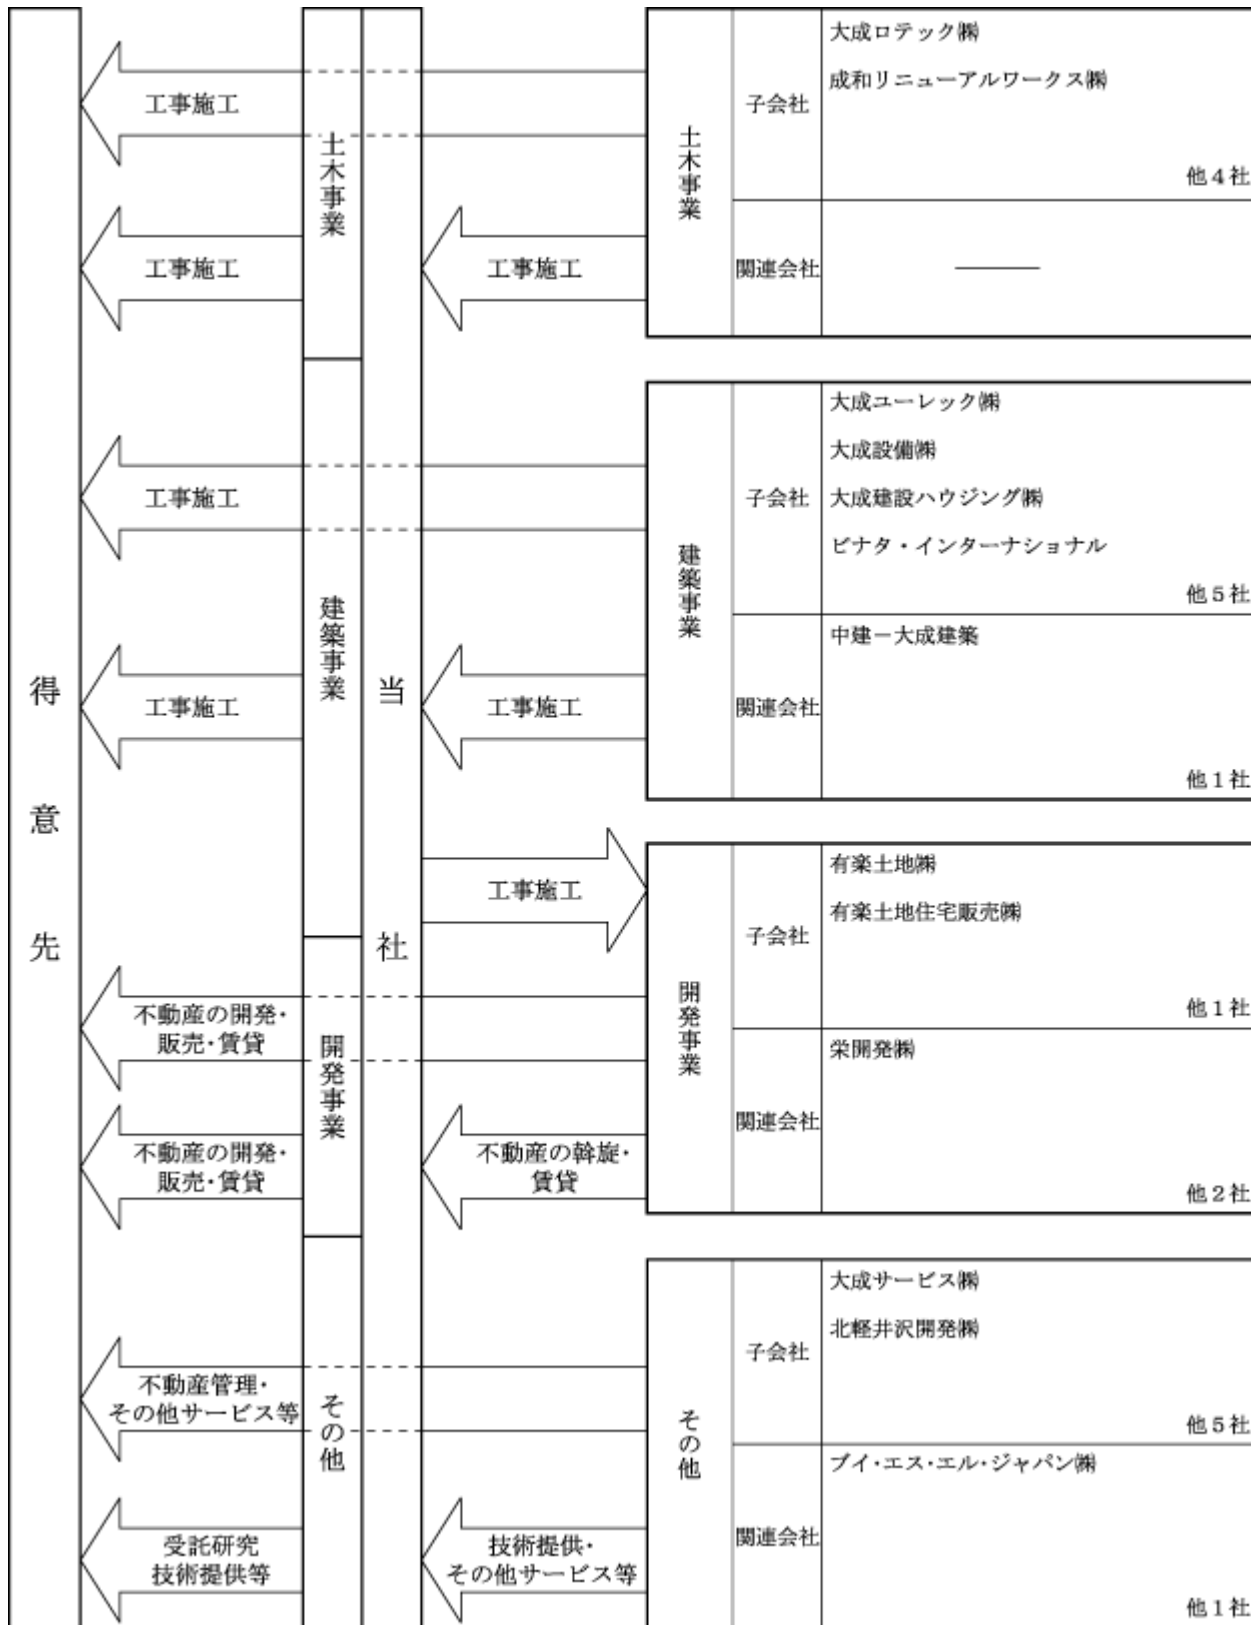 得意先
当社
土木事業
建築事業
開発事業
その他
工事施工
工事施工
工事施工
工事施工
工事施工
工事施工
工事施工
不動産の開発・
販売・賃貸
不動産の開発・
販売・賃貸
不動産の斡旋・
賃貸
不動産管理・
その他サービス等
受託研究
技術提供等
技術提供・
その他サービス等
土木事業
子会社
大成ロテック㈱
成和リニューアルワークス㈱
他4社
関連会社
―――
建築事業
子会社
大成ユーレック㈱
大成設備㈱
大成建設ハウジング㈱
ビナタ・インターナショナル
他5社
関連会社
中建－大成建築
他1社
開発事業
子会社
有楽土地㈱
有楽土地住宅販売㈱
他1社
関連会社
栄開発㈱
他2社
その他
子会社
大成サービス㈱
北軽井沢開発㈱
他5社
関連会社
ブイ・エス・エル・ジャパン㈱
他1社